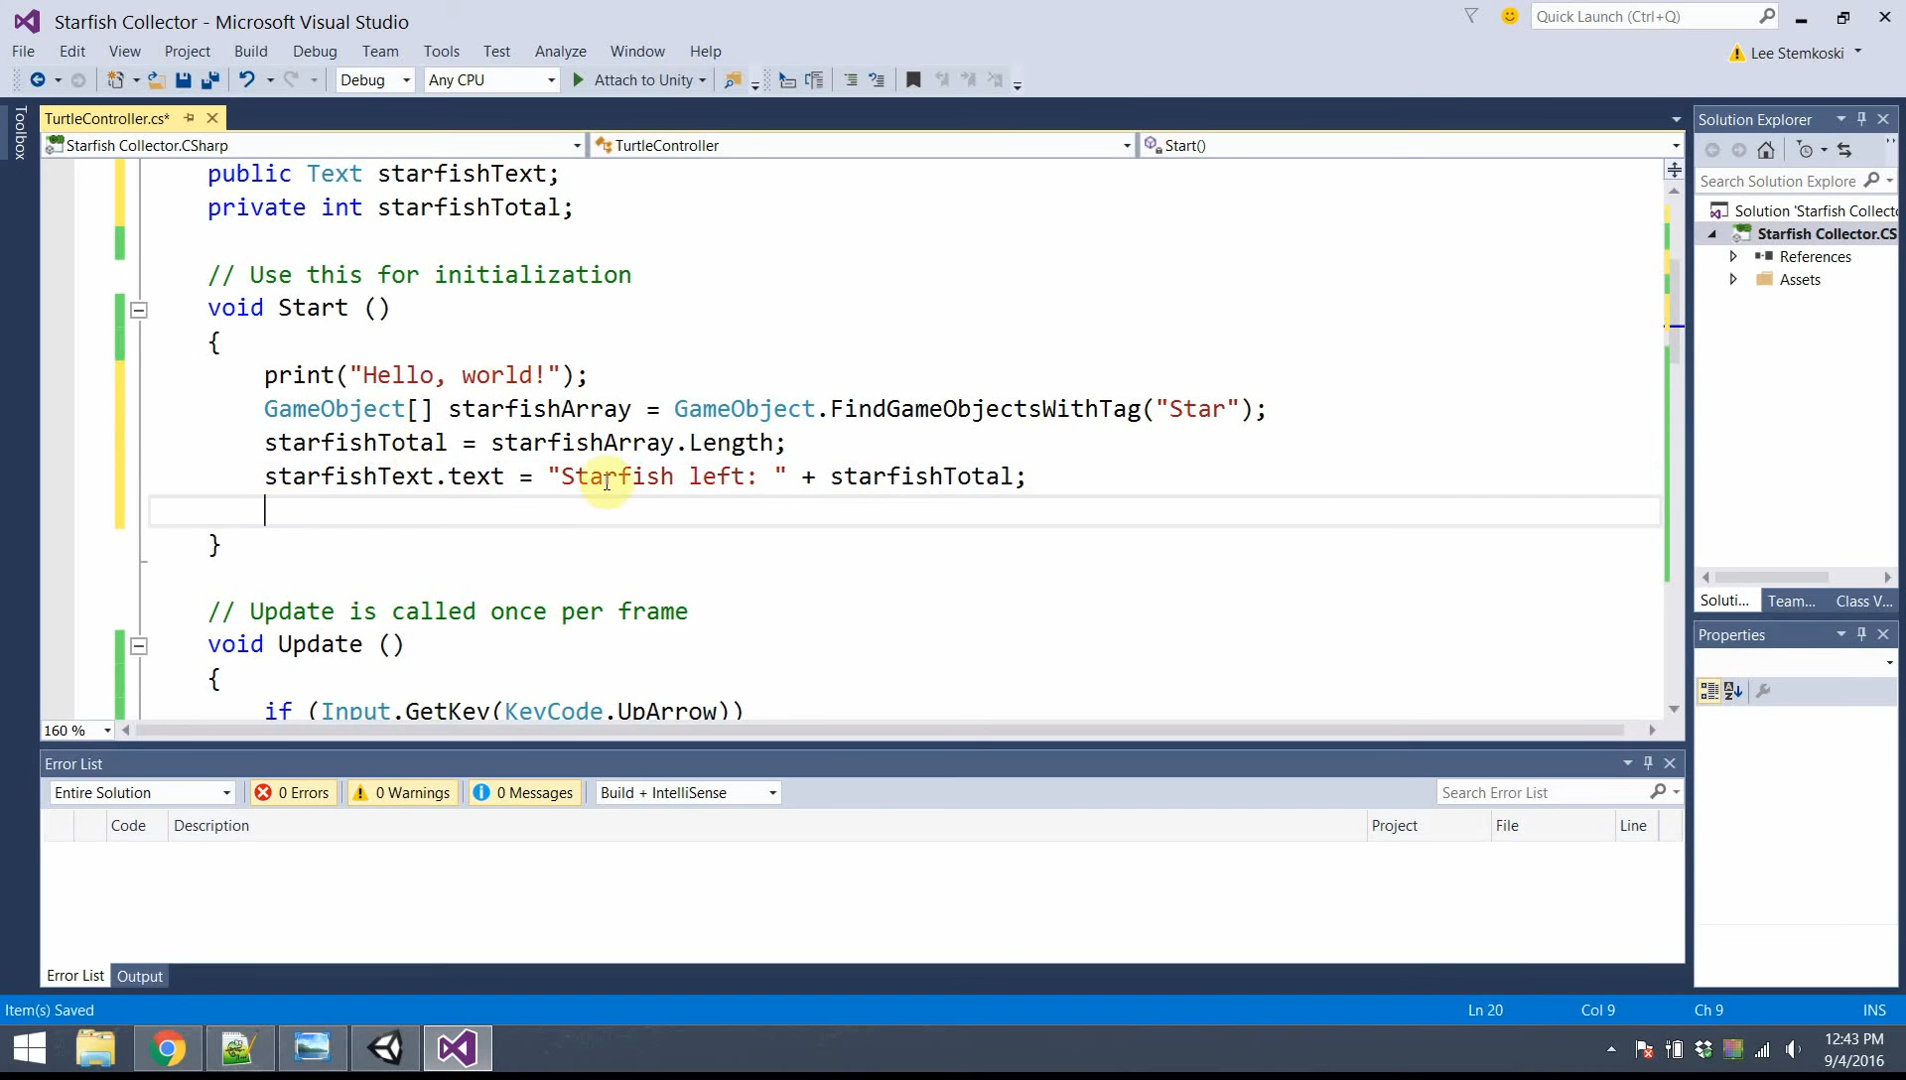 Starfish Collector - Microsoft Visual Studio
Quick Launch (Ctrl+Q)
File Edit View Project Build Debug Team Tools Test Analyze Window Help
Lee Stemkoski
Debug Any CPU Attach to Unity
Toolbox
TurtleController.cs*
Starfish Collector.CSharp TurtleController Start()
public Text starfishText;
private int starfishTotal;
// Use this for initialization
void Start ()
{
print("Hello, world!");
GameObject[] starfishArray = GameObject.FindGameObjectsWithTag("Star");
starfishTotal = starfishArray.Length;
starfishText.text = "Starfish left: " + starfishTotal;
}
// Update is called once per frame
void Update ()
{
if (Input.GetKey(KeyCode.UpArrow))
160 %
Solution Explorer
Search Solution Explore
Solution 'Starfish Collecto
Starfish Collector.CS
References
Assets
Soluti... Team... Class V...
Properties
Error List
Entire Solution 0 Errors 0 Warnings 0 Messages Build + IntelliSense Search Error List
Code Description Project File Line
Error List Output
Item(s) Saved Ln 20 Col 9 Ch 9 INS
12:43 PM
9/4/2016